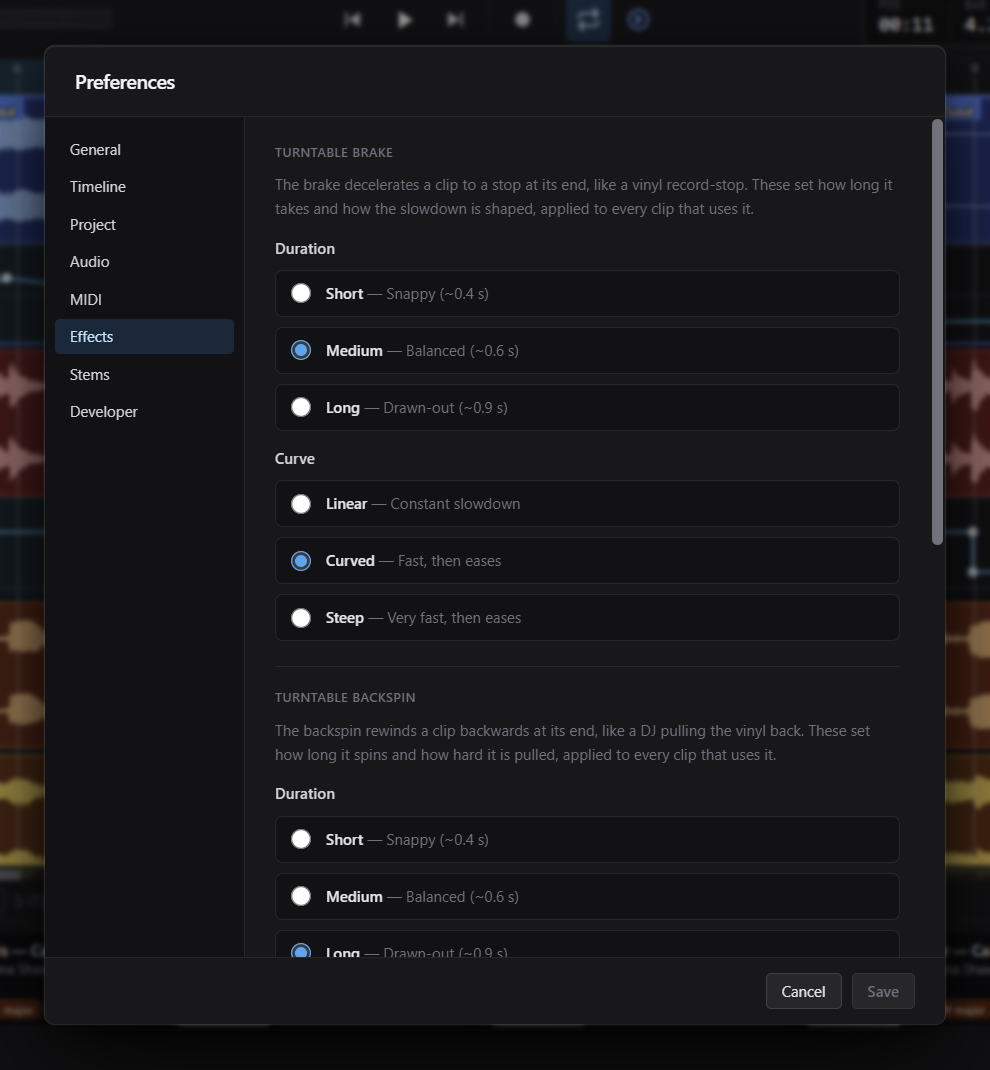 00:11
4.
Preferences
General
Timeline
Project
Audio
MIDI
Effects
Stems
Developer
TURNTABLE BRAKE
The brake decelerates a clip to a stop at its end, like a vinyl record-stop. These set how long it
takes and how the slowdown is shaped, applied to every clip that uses it.
Duration
Short — Snappy (~0.4 s)
Medium — Balanced (~0.6 s)
Long — Drawn-out (~0.9 s)
Curve
Linear — Constant slowdown
Curved — Fast, then eases
Steep — Very fast, then eases
TURNTABLE BACKSPIN
The backspin rewinds a clip backwards at its end, like a DJ pulling the vinyl back. These set
how long it spins and how hard it is pulled, applied to every clip that uses it.
Duration
Short — Snappy (~0.4 s)
Medium — Balanced (~0.6 s)
Long — Drawn-out (~0.9 s)
Cancel
Save